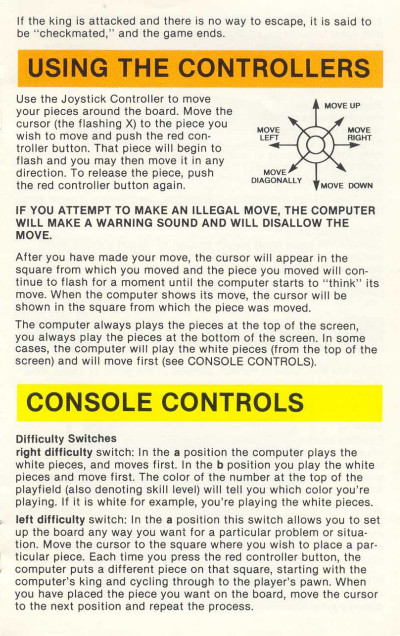 If the king is attacked and there is no way to escape, it is said to
be "checkmated," and the game ends.
USING THE CONTROLLERS
Use the Joystick Controller to move
your pieces around the board. Move the
cursor (the flashing X) to the piece you
wish to move and push the red con-
troller button. That piece will begin to
flash and you may then move it in any
direction. To release the piece, push
the red controller button again.
MOVE UP
MOVE
LEFT
MOVE
RIGHT
MOVE
DIAGONALLY
MOVE DOWN
IF YOU ATTEMPT TO MAKE AN ILLEGAL MOVE, THE COMPUTER
WILL MAKE A WARNING SOUND AND WILL DISALLOW THE
MOVE.
After you have made your move, the cursor will appear in the
square from which you moved and the piece you moved will con-
tinue to flash for a moment until the computer starts to "think" its
move. When the computer shows its move, the cursor will be
shown in the square from which the piece was moved.
The computer always plays the pieces at the top of the screen,
you always play the pieces at the bottom of the screen. In some
cases, the computer will play the white pieces (from the top of the
screen) and will move first (see CONSOLE CONTROLS).
CONSOLE CONTROLS
Difficulty Switches
right difficulty switch: In the a position the computer plays the
white pieces, and moves first. In the b position you play the white
pieces and move first. The color of the number at the top of the
playfield (also denoting skill level) will tell you which color you're
playing. If it is white for example, you're playing the white pieces.
left difficulty switch: In the a position this switch allows you to set
up the board any way you want for a particular problem or situa-
tion. Move the cursor to the square where you wish to place a par-
ticular piece. Each time you press the red controller button, the
computer puts a different piece on that square, starting with the
computer's king and cycling through to the player's pawn. When
you have placed the piece you want on the board, move the cursor
to the next position and repeat the process.